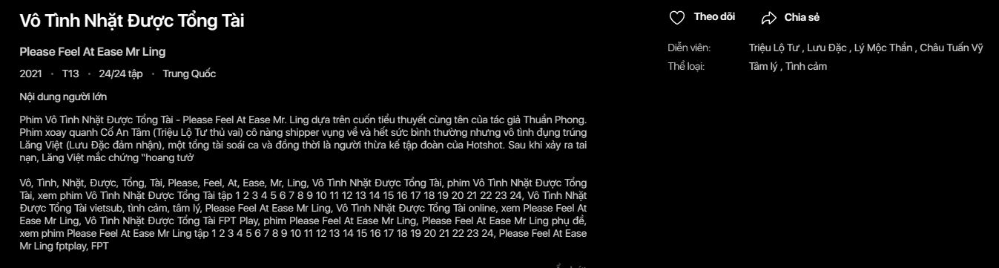 Vô Tình Nhặt Được Tổng Tài
Please Feel At Ease Mr Ling
2021 • T13 • 24/24 tập • Trung Quốc
Nội dung người lớn
Phim Vô Tình Nhặt Được Tổng Tài - Please Feel At Ease Mr. Ling dựa trên cuốn tiểu thuyết cùng tên của tác giả Thuần Phong.
Phim xoay quanh Cố An Tâm (Triệu Lộ Tư thủ vai) cô nàng shipper vụng về và hết sức bình thường nhưng vô tình đụng trúng
Lăng Việt (Lưu Đặc đảm nhận), một tổng tài soái ca và đồng thời là người thừa kế tập đoàn của Hotshot. Sau khi xảy ra tai
nạn, Lăng Việt mắc chứng “hoang tưở
Vô, Tình, Nhặt, Được, Tổng, Tài, Please, Feel, At, Ease, Mr, Ling, Vô Tình Nhặt Được Tổng Tài, phim Vô Tình Nhặt Được Tổng
Tài, xem phim Vô Tình Nhặt Được Tổng Tài tập 1 2 3 4 5 6 7 8 9 10 11 12 13 14 15 16 17 18 19 20 21 22 23 24, Vô Tình Nhặt
Được Tổng Tài vietsub, tình cảm, tâm lý, Please Feel At Ease Mr Ling, Vô Tình Nhặt Được Tổng Tài online, xem Please Feel At
Ease Mr Ling, Vô Tình Nhặt Được Tổng Tài FPT Play, phim Please Feel At Ease Mr Ling, Please Feel At Ease Mr Ling phụ đề,
xem phim Please Feel At Ease Mr Ling tập 1 2 3 4 5 6 7 8 9 10 11 12 13 14 15 16 17 18 19 20 21 22 23 24, Please Feel At Ease
Mr Ling fptplay, FPT
Theo dõi
Chia sẻ
Diễn viên: Triệu Lộ Tư , Lưu Đặc , Lý Mộc Thần , Châu Tuấn Vỹ
Thể loại: Tâm lý , Tình cảm